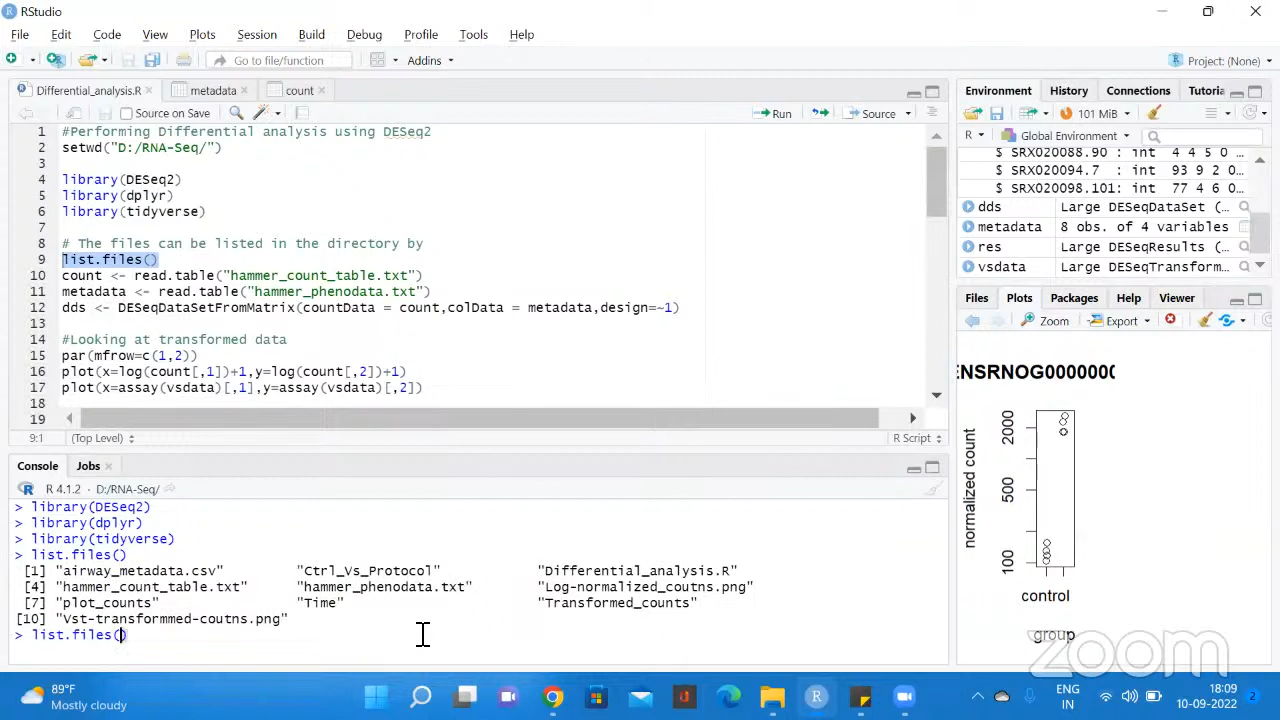 RStudio
File Edit Code View Plots Session Build Debug Profile Tools Help
Go to file/function Addins Project: (None)
Differential_analysis.R metadata count
Source on Save Run Source
1 #Performing Differential analysis using DESeq2
2 setwd("D:/RNA-Seq/")
3
4 library(DESeq2)
5 library(dplyr)
6 library(tidyverse)
7
8 # The files can be listed in the directory by
9 list.files()
10 count <- read.table("hammer_count_table.txt")
11 metadata <- read.table("hammer_phenodata.txt")
12 dds <- DESeqDataSetFromMatrix(countData = count,colData = metadata,design=~1)
13
14 #Looking at transformed data
15 par(mfrow=c(1,2))
16 plot(x=log(count[,1])+1,y=log(count[,2])+1)
17 plot(x=assay(vsdata)[,1],y=assay(vsdata)[,2])
18
19
9:1 (Top Level) R Script
Console Jobs
R 4.1.2 · D:/RNA-Seq/
> library(DESeq2)
> library(dplyr)
> library(tidyverse)
> list.files()
[1] "airway_metadata.csv" "Ctrl_Vs_Protocol" "Differential_analysis.R"
[4] "hammer_count_table.txt" "hammer_phenodata.txt" "Log-normalized_coutns.png"
[7] "plot_counts" "Time" "Transformed_counts"
[10] "Vst-transformmed-coutns.png"
> list.files()
Environment History Connections Tutoria
101 MiB
R Global Environment
$ SRX020088.90 : int 4 4 5 0 ...
$ SRX020094.7 : int 93 9 2 0 ...
$ SRX020098.101: int 77 4 6 0 ...
dds Large DESeqDataSet (...
metadata 8 obs. of 4 variables
res Large DESeqResults (...
vsdata Large DESeqTransform...
Files Plots Packages Help Viewer
Zoom Export
ENSRNOG0000000
normalized count
2000
500
100
control
group
zoom
89°F
Mostly cloudy
ENG
IN
18:09
10-09-2022
2